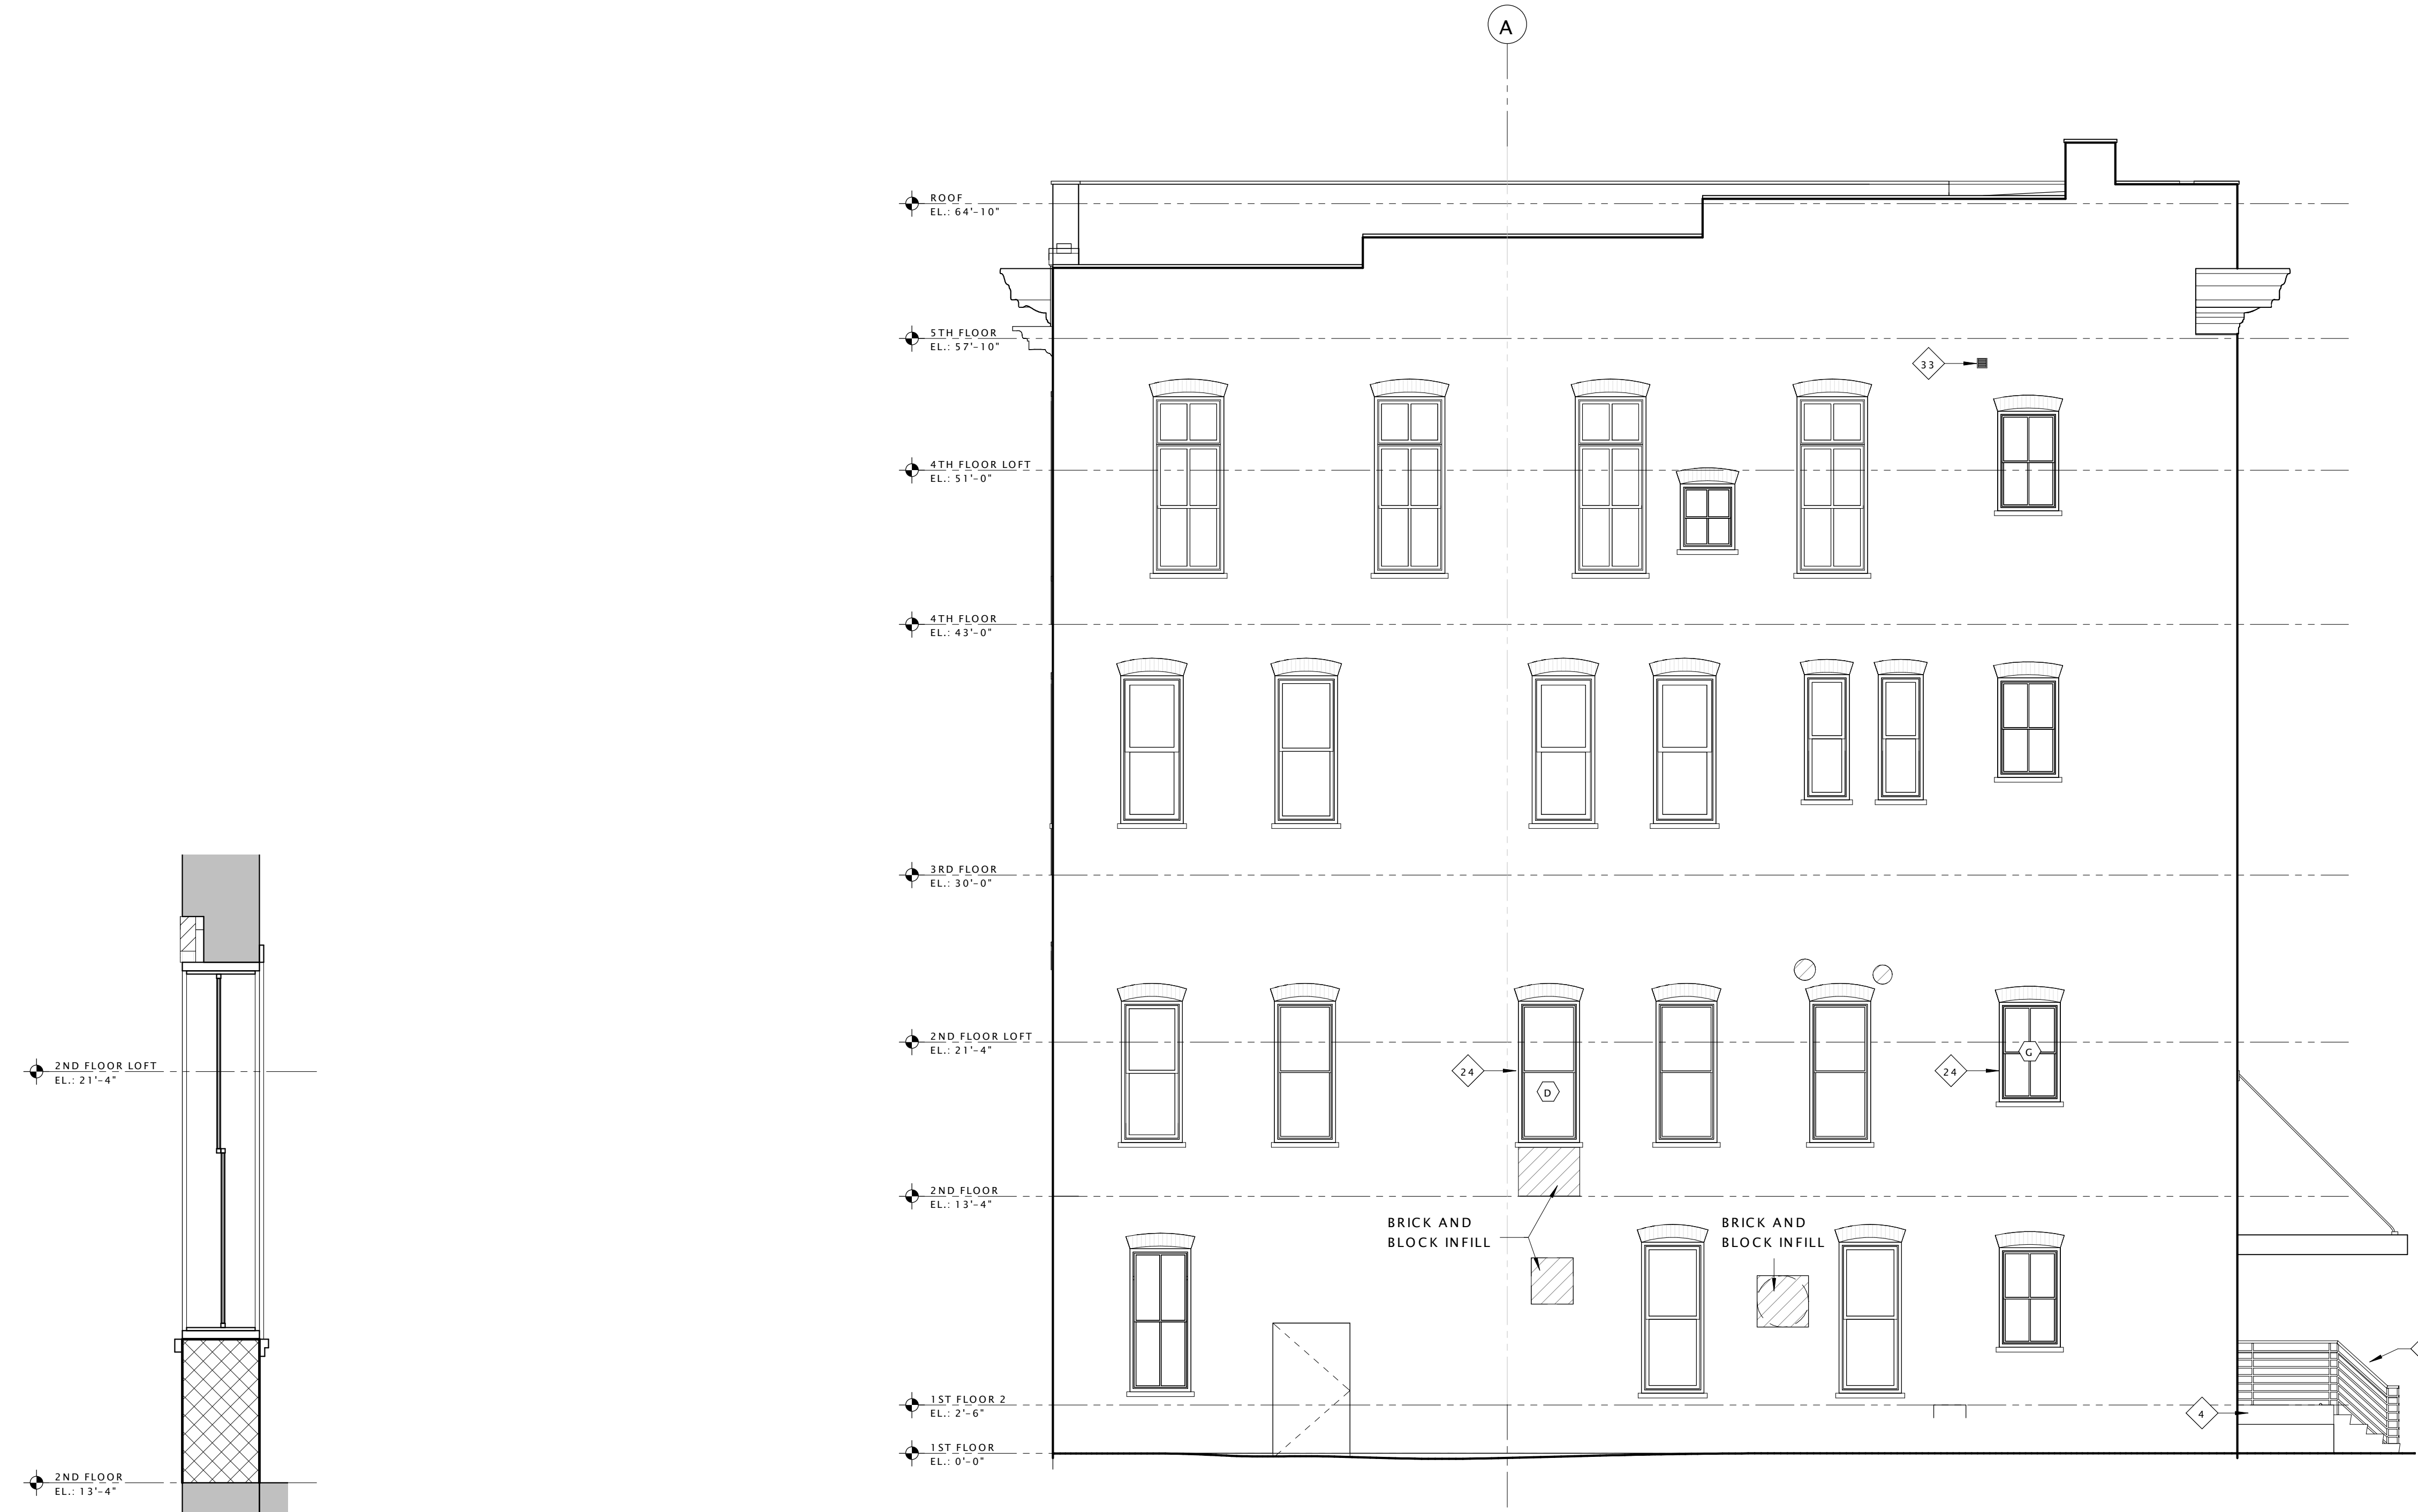 A
ROOF
EL.: 64'-10"
5TH FLOOR
EL.: 57'-10"
33
4TH FLOOR LOFT
EL.: 51'-0"
4TH FLOOR
EL.: 43'-0"
3RD FLOOR
EL.: 30'-0"
2ND FLOOR LOFT
EL.: 21'-4"
G
2ND FLOOR LOFT
EL.: 21'-4"
24
24
D
2ND FLOOR
EL.: 13'-4"
BRICK AND
BLOCK INFILL
BRICK AND
BLOCK INFILL
1ST FLOOR 2
EL.: 2'-6"
4
1ST FLOOR
EL.: 0'-0"
2ND FLOOR
EL.: 13'-4"